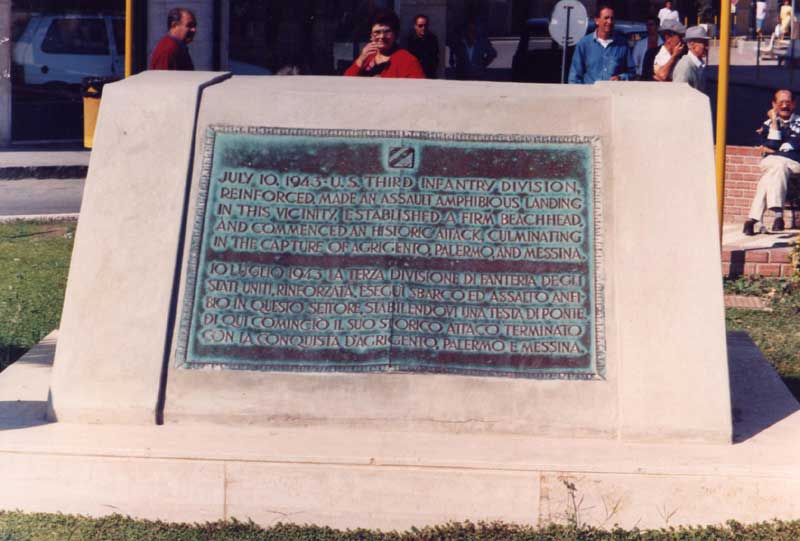 JULY 10, 1943 - U.S. THIRD INFANTRY DIVISION,
REINFORCED, MADE AN ASSAULT AMPHIBIOUS LANDING
IN THIS VICINITY, ESTABLISHED A FIRM BEACHHEAD
AND COMMENCED AN HISTORIC ATTACK CULMINATING
IN THE CAPTURE OF AGRIGENTO, PALERMO, AND MESSINA.
10 LUGLIO 1943 LA TERZA DIVISIONE DI FANTERIA DEGLI
STATI UNITI, RINFORZATA, ESEGUÌ SBARCO ED ASSALTO ANFI-
BIO IN QUESTO SETTORE, STABILENDOVI UNA TESTA DI PONTE
DI QUI COMINCIÒ IL SUO STORICO ATTACO, TERMINATO
CON LA CONQUISTA D'AGRIGENTO, PALERMO E MESSINA.